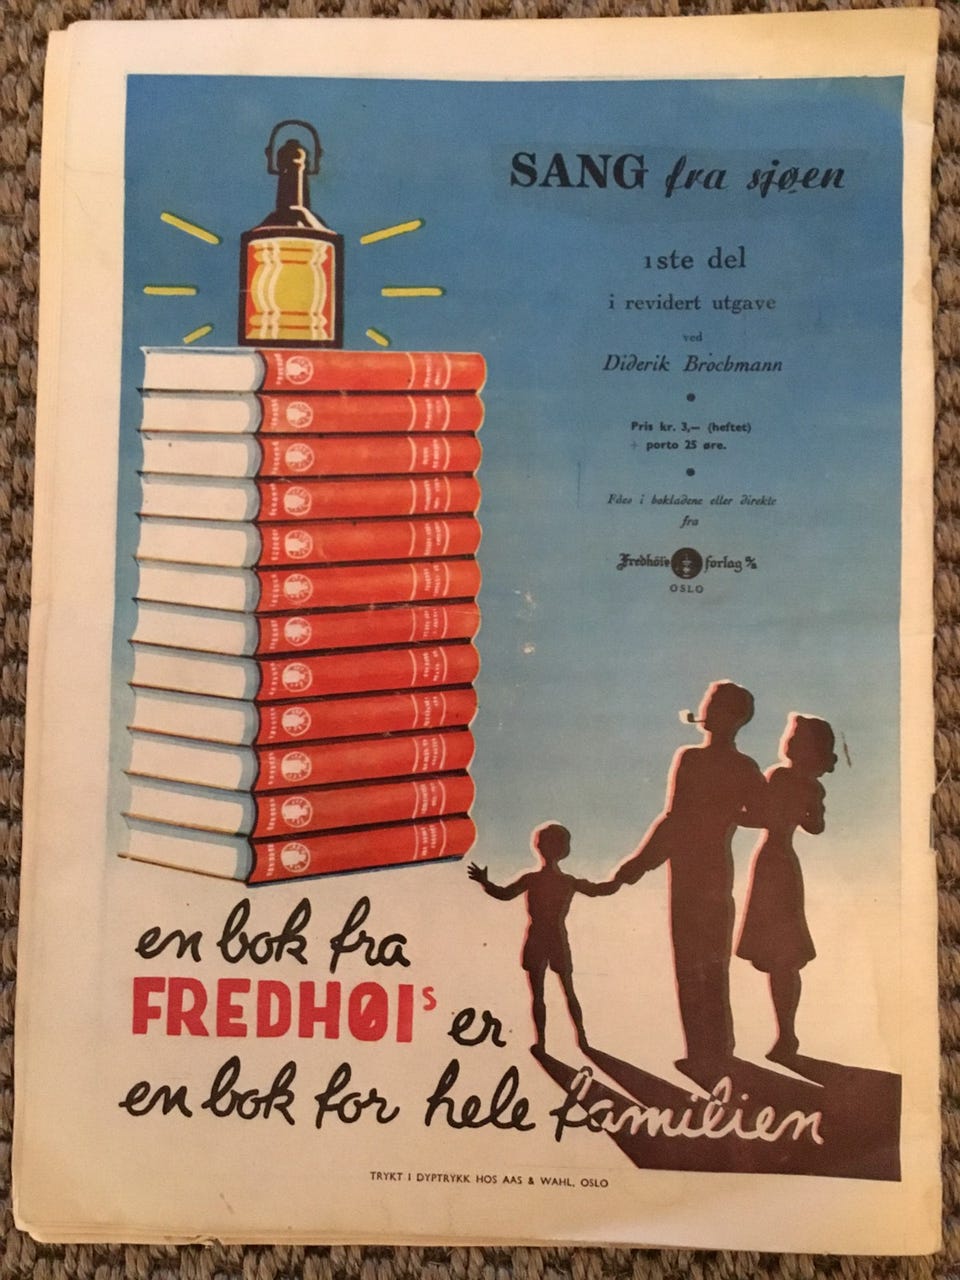 SANG fra sjøen
1ste del
i revidert utgave
ved
Diderik Brochmann
Pris kr. 3,— (heftet)
+ porto 25 øre.
Fåes i bokladene eller direkte
fra
Fredhøis forlag A/S
OSLO
en bok fra
FREDHØIs er
en bok for hele familien
TRYKT I DYPTRYKK HOS AAS & WAHL, OSLO